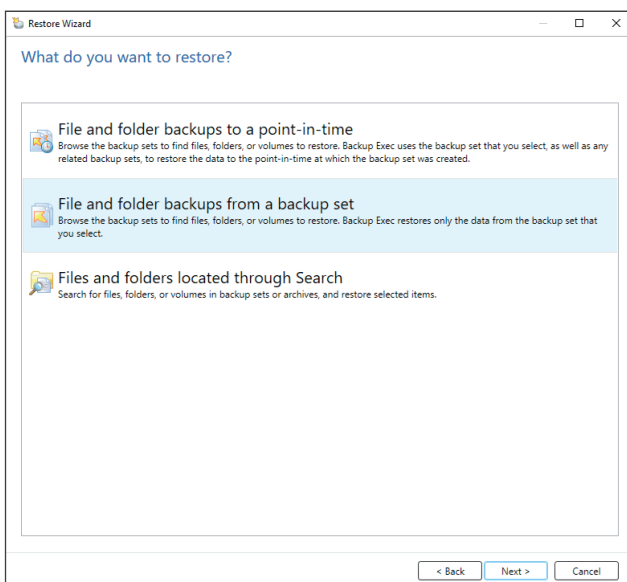 Restore Wizard
What do you want to restore?
File and folder backups to a point-in-time
Browse the backup sets to find files, folders, or volumes to restore. Backup Exec uses the backup set that you select, as well as any
related backup sets, to restore the data to the point-in-time at which the backup set was created.
File and folder backups from a backup set
Browse the backup sets to find files, folders, or volumes to restore. Backup Exec restores only the data from the backup set that
you select.
Files and folders located through Search
Search for files, folders, or volumes in backup sets or archives, and restore selected items.
< Back Next > Cancel